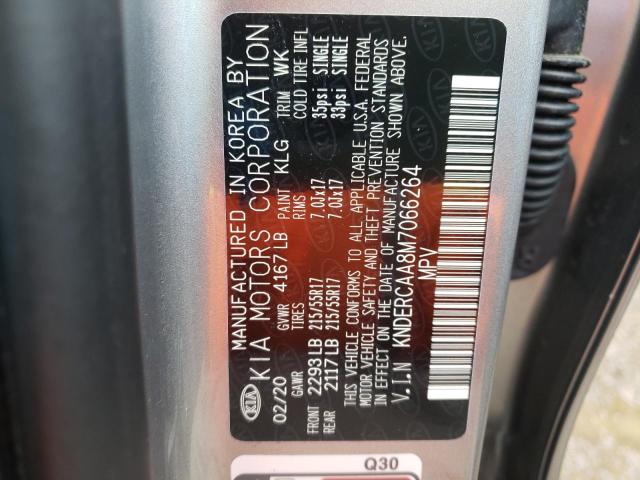 MANUFACTURED IN KOREA BY
KIA MOTORS CORPORATION
KIA 02/20 GVWR 4167 LB PAINT KLG TRIM WK
GAWR TIRES RIMS COLD TIRE INFL
FRONT 2293 LB 215/55R17 7.0Jx17 35psi SINGLE
REAR 2117 LB 215/55R17 7.0Jx17 33psi SINGLE
THIS VEHICLE CONFORMS TO ALL APPLICABLE U.S.A. FEDERAL
MOTOR VEHICLE SAFETY AND THEFT PREVENTION STANDARDS
IN EFFECT ON THE DATE OF MANUFACTURE SHOWN ABOVE.
V.I.N KNDERCAA8M7066264
MPV
Q30